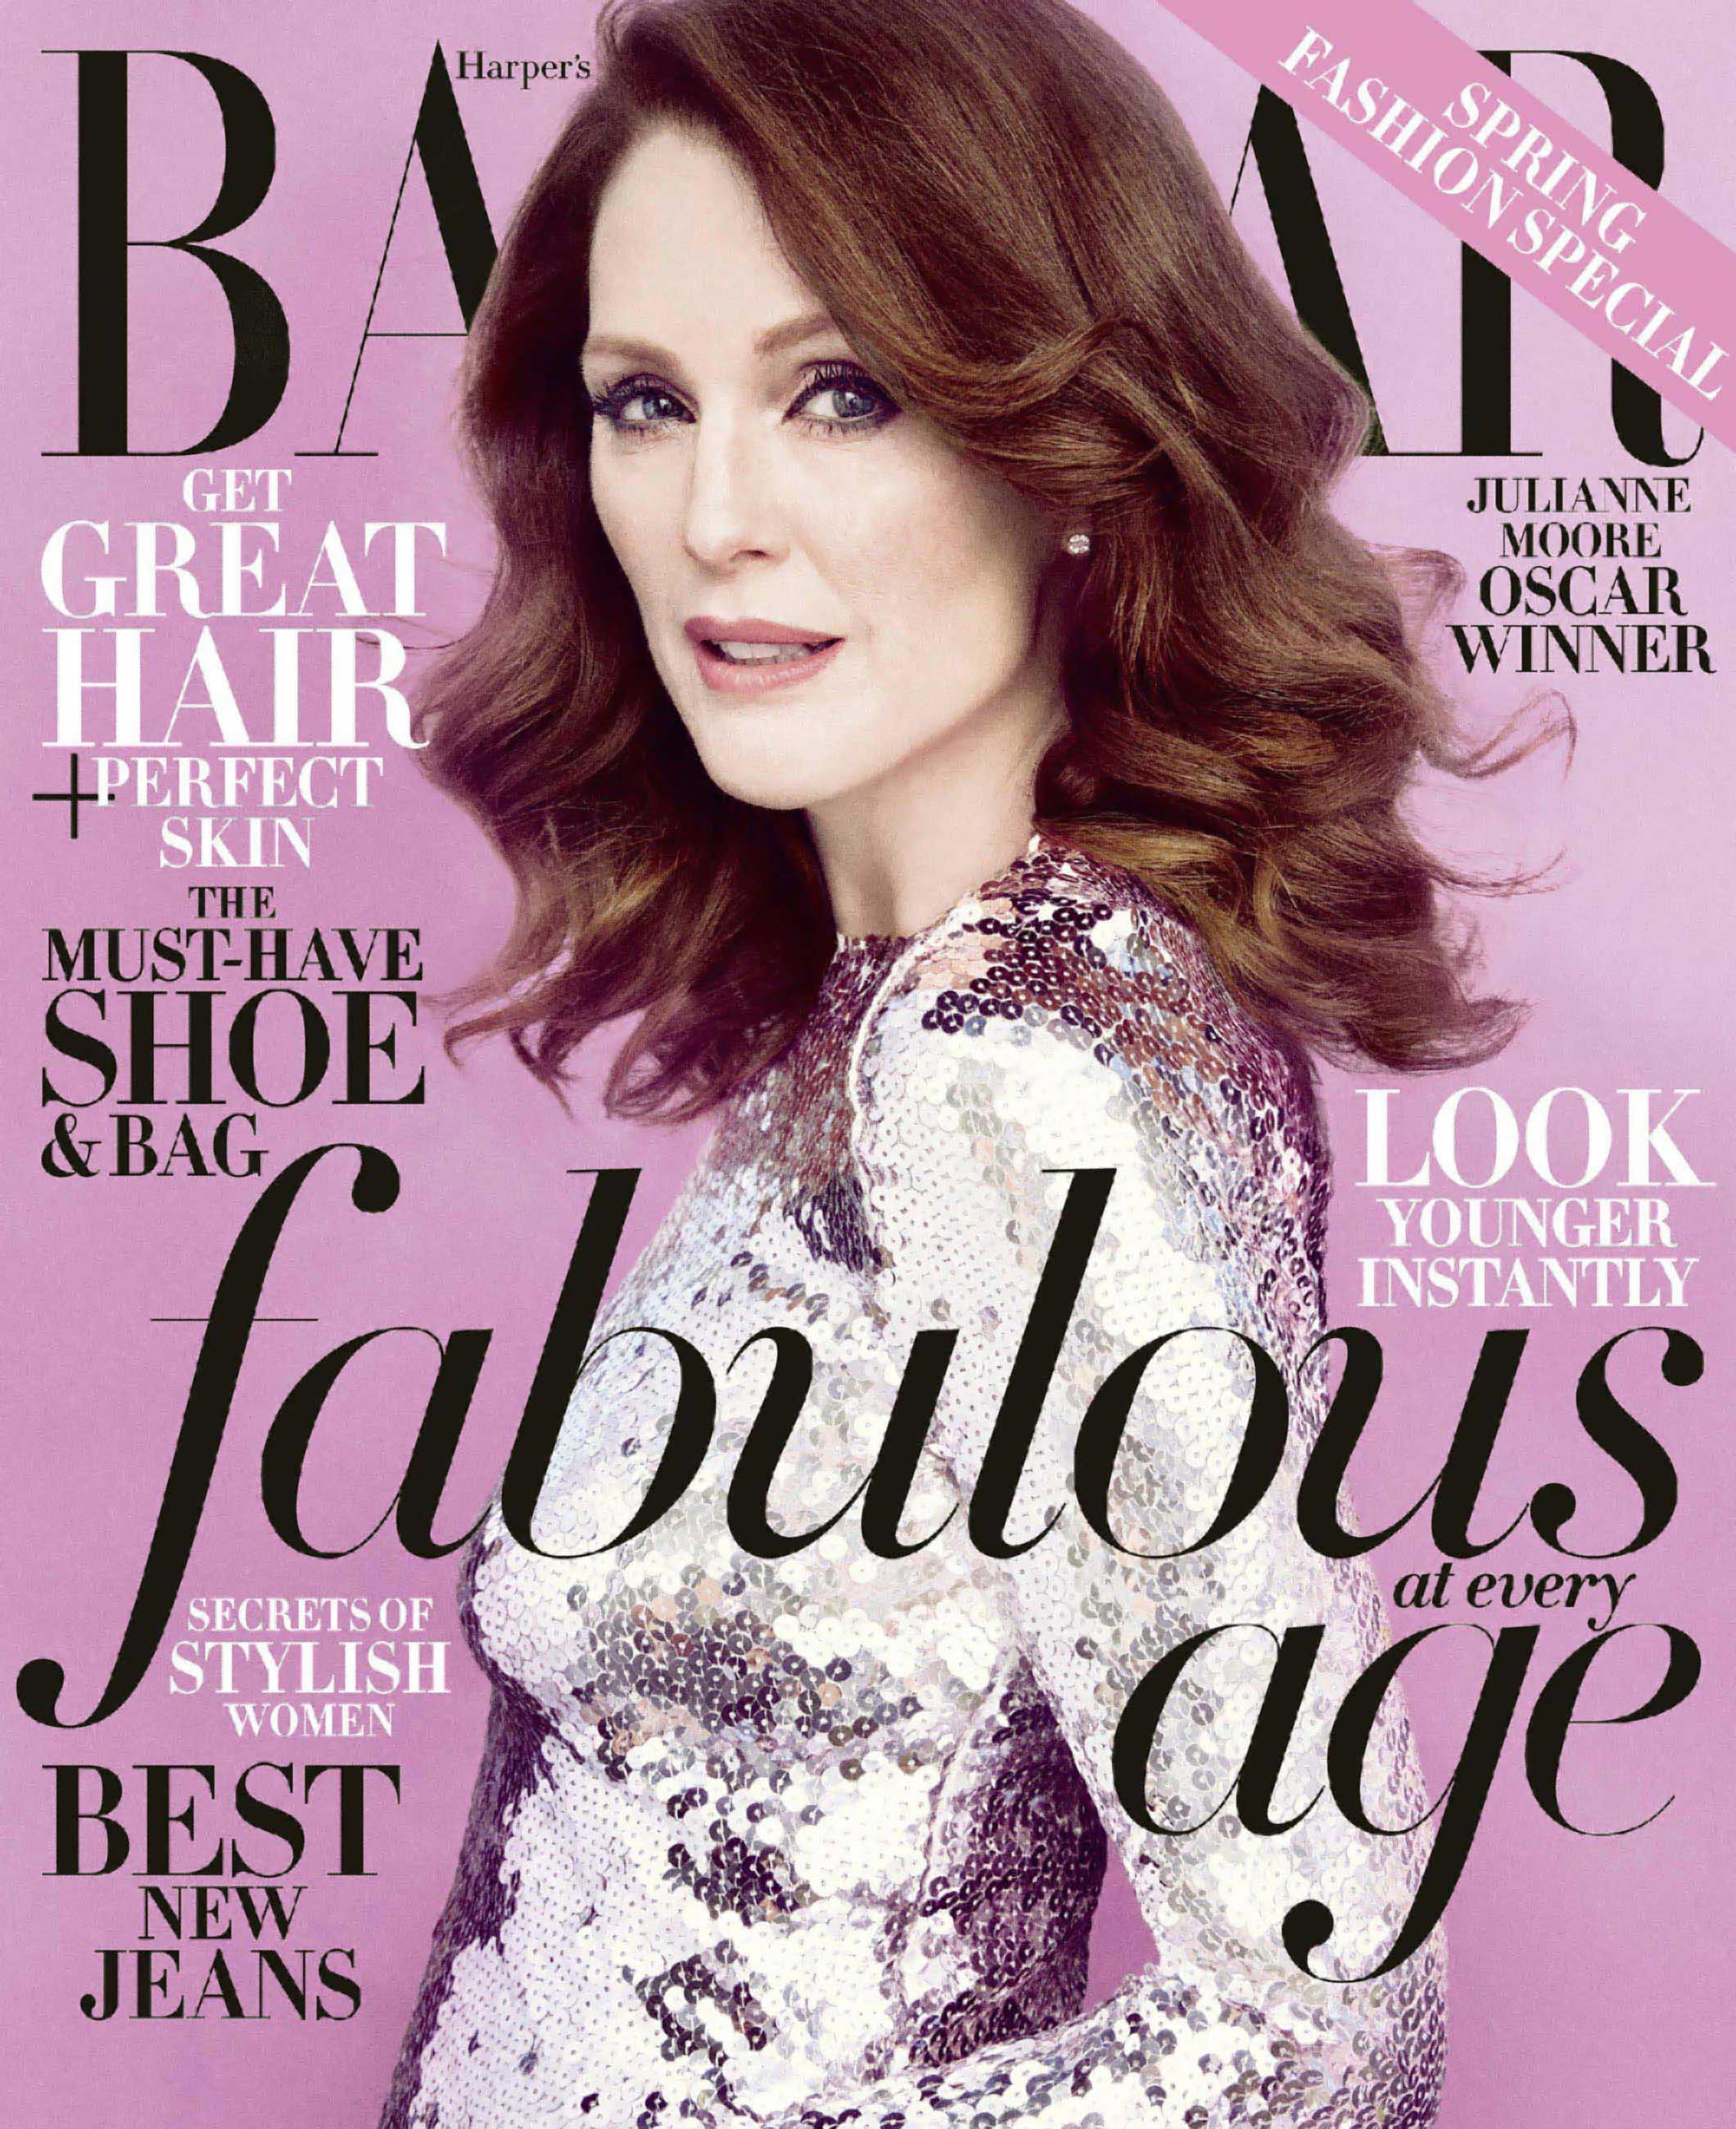 Harper's
BAZAAR
SPRING
FASHION SPECIAL
GET
GREAT
HAIR
+PERFECT
SKIN
THE
MUST-HAVE
SHOE
& BAG
JULIANNE
MOORE
OSCAR
WINNER
LOOK
YOUNGER
INSTANTLY
fabulous
at every
age
SECRETS OF
STYLISH
WOMEN
BEST
NEW
JEANS